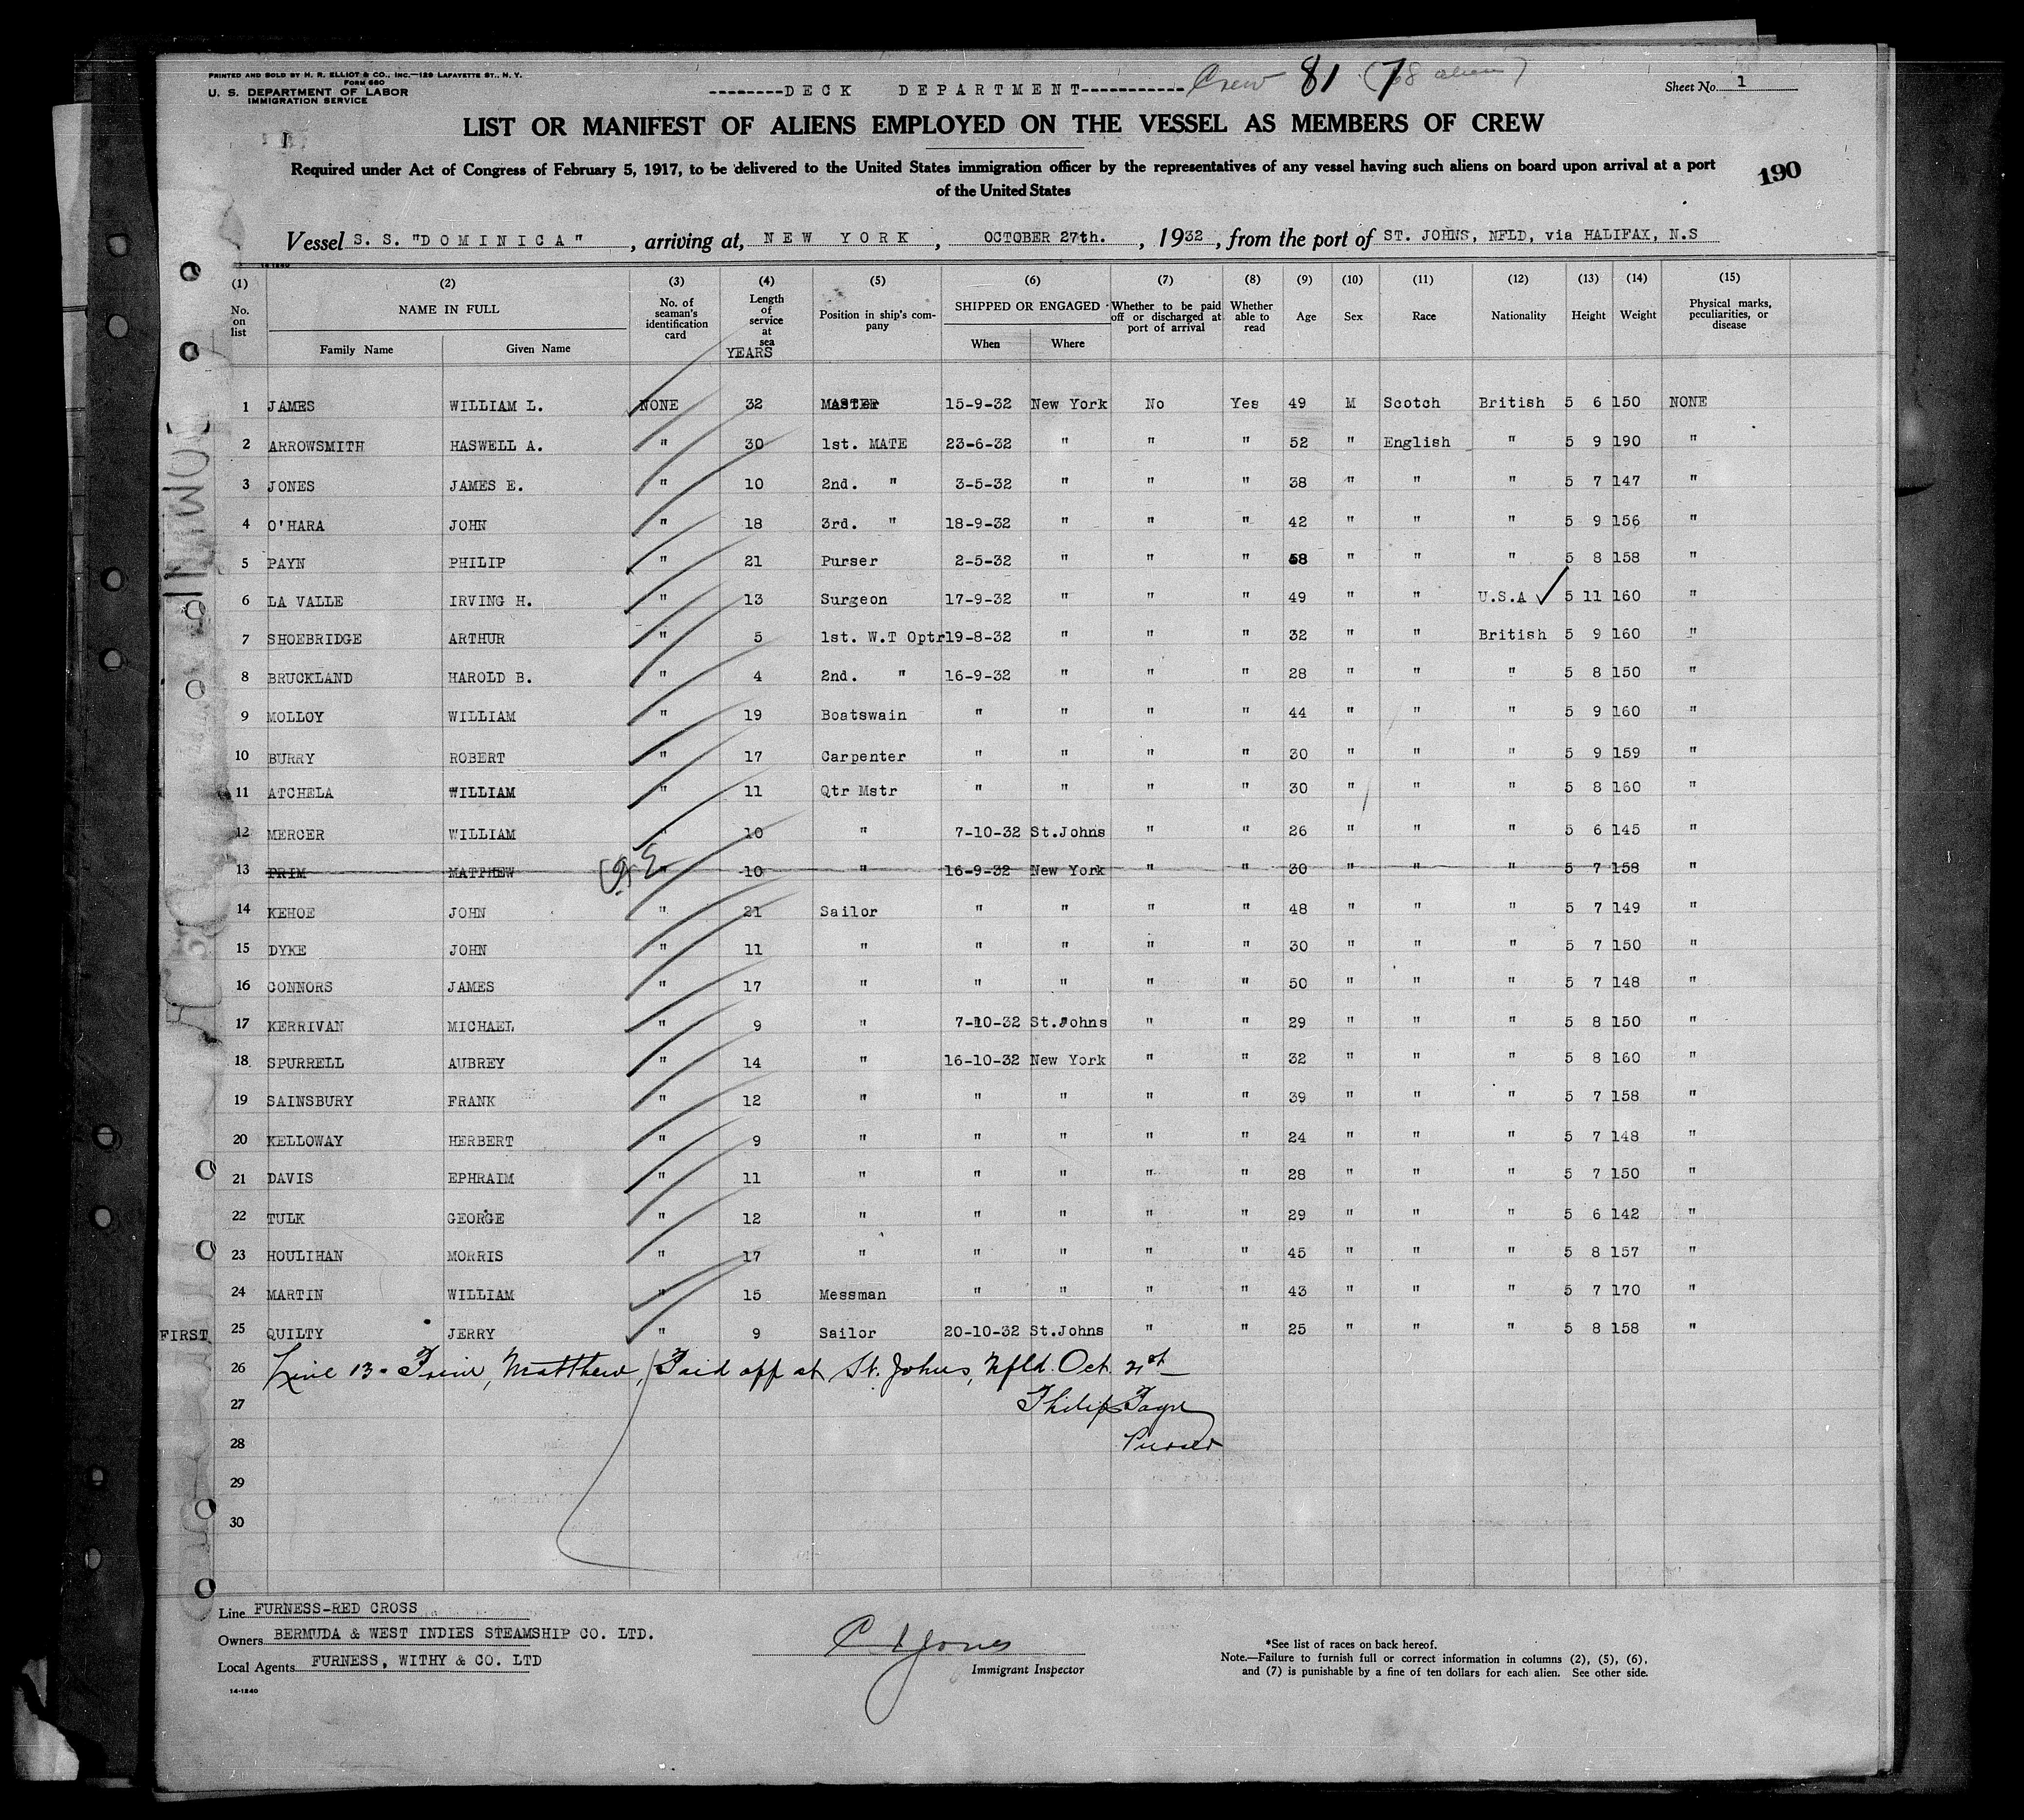 PRINTED AND SOLD BY H. R. ELLIOT & CO., INC.—129 LAFAYETTE ST., N. Y.
FORM 680
U. S. DEPARTMENT OF LABOR
IMMIGRATION SERVICE
--------DECK DEPARTMENT----------- Crew 81 (68 alien) 7
Sheet No. 1
LIST OR MANIFEST OF ALIENS EMPLOYED ON THE VESSEL AS MEMBERS OF CREW
Required under Act of Congress of February 5, 1917, to be delivered to the United States immigration officer by the representatives of any vessel having such aliens on board upon arrival at a port
of the United States
190
Vessel S. S. "DOMINICA", arriving at, NEW YORK, OCTOBER 27th., 1932, from the port of ST. JOHNS, NFLD, via HALIFAX, N.S
14-1240
(1) (2) (3) (4) (5) (6) (7) (8) (9) (10) (11) (12) (13) (14) (15)
No. on list NAME IN FULL Family Name Given Name No. of seaman's identification card Length of service at sea YEARS Position in ship's company SHIPPED OR ENGAGED When Where Whether to be paid off or discharged at port of arrival Whether able to read Age Sex Race Nationality Height Weight Physical marks, peculiarities, or disease
1 JAMES WILLIAM L. NONE 32 MASTER 15-9-32 New York No Yes 49 M Scotch British 5 6 150 NONE
2 ARROWSMITH HASWELL A. " 30 1st. MATE 23-6-32 " " " 52 " English " 5 9 190 "
3 JONES JAMES E. " 10 2nd. " 3-5-32 " " " 38 " " " 5 7 147 "
4 O'HARA JOHN " 18 3rd. " 18-9-32 " " " 42 " " " 5 9 156 "
5 PAYN PHILIP " 21 Purser 2-5-32 " " " 58 " " " 5 8 158 "
6 LA VALLE IRVING H. " 13 Surgeon 17-9-32 " " " 49 " " U.S.A ✓ 5 11 160 "
7 SHOEBRIDGE ARTHUR " 5 1st. W.T Optr 19-8-32 " " " 32 " " British 5 9 160 "
8 BRUCKLAND HAROLD B. " 4 2nd. " 16-9-32 " " " 28 " " " 5 8 150 "
9 MOLLOY WILLIAM " 19 Boatswain " " " " 44 " " " 5 9 160 "
10 BURRY ROBERT " 17 Carpenter " " " " 30 " " " 5 9 159 "
11 ATCHELA WILLIAM " 11 Qtr Mstr " " " " 30 " " " 5 8 160 "
12 MERCER WILLIAM " 10 " 7-10-32 St.Johns " " 26 " " " 5 6 145 "
13 PRIM MATTHEW " 10 " 16-9-32 New York " " 30 " " " 5 7 158 "
14 KEHOE JOHN " 21 Sailor " " " " 48 " " " 5 7 149 "
15 DYKE JOHN " 11 " " " " " 30 " " " 5 7 150 "
16 CONNORS JAMES " 17 " " " " " 50 " " " 5 7 148 "
17 KERRIVAN MICHAEL " 9 " 7-10-32 St.Johns " " 29 " " " 5 8 150 "
18 SPURRELL AUBREY " 14 " 16-10-32 New York " " 32 " " " 5 8 160 "
19 SAINSBURY FRANK " 12 " " " " " 39 " " " 5 7 158 "
20 KELLOWAY HERBERT " 9 " " " " " 24 " " " 5 7 148 "
21 DAVIS EPHRAIM " 11 " " " " " 28 " " " 5 7 150 "
22 TULK GEORGE " 12 " " " " " 29 " " " 5 6 142 "
23 HOULIHAN MORRIS " 17 " " " " " 45 " " " 5 8 157 "
24 MARTIN WILLIAM " 15 Messman " " " " 43 " " " 5 7 170 "
FIRST 25 QUILTY JERRY " 9 Sailor 20-10-32 St.Johns " " 25 " " " 5 8 158 "
26 Line 13 - Prim, Matthew, Paid off at St. Johns, Nfld. Oct. 21st
27 Philip Payn
28 Purser
29
30
Line FURNESS-RED CROSS
Owners BERMUDA & WEST INDIES STEAMSHIP CO. LTD.
Local Agents FURNESS, WITHY & CO. LTD
14-1240
Jones
Immigrant Inspector
*See list of races on back hereof.
Note.—Failure to furnish full or correct information in columns (2), (5), (6),
and (7) is punishable by a fine of ten dollars for each alien. See other side.